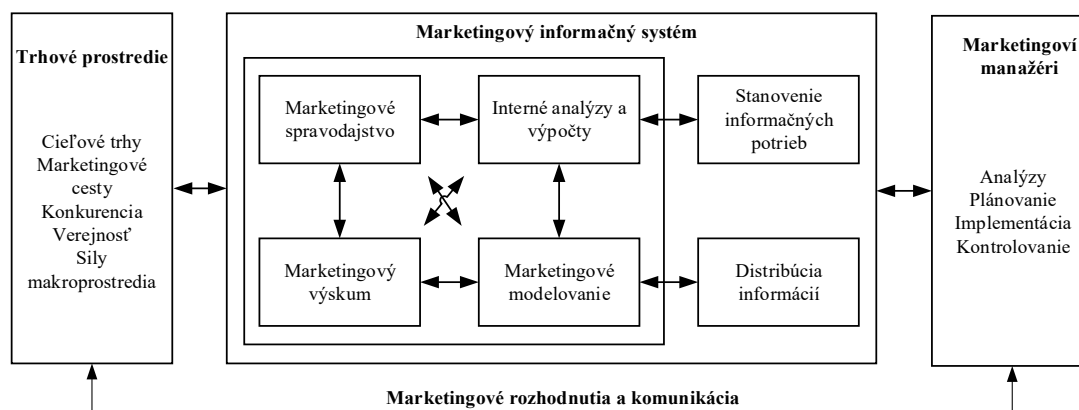 Trhové prostredie
Cieľové trhy
Marketingové
cesty
Konkurencia
Verejnosť
Sily
makroprostredia
Marketingový informačný systém
Marketingové
spravodajstvo
Interné analýzy a
výpočty
Stanovenie
informačných
potrieb
Marketingový
výskum
Marketingové
modelovanie
Distribúcia
informácií
Marketingoví
manažéri
Analýzy
Plánovanie
Implementácia
Kontrolovanie
Marketingové rozhodnutia a komunikácia